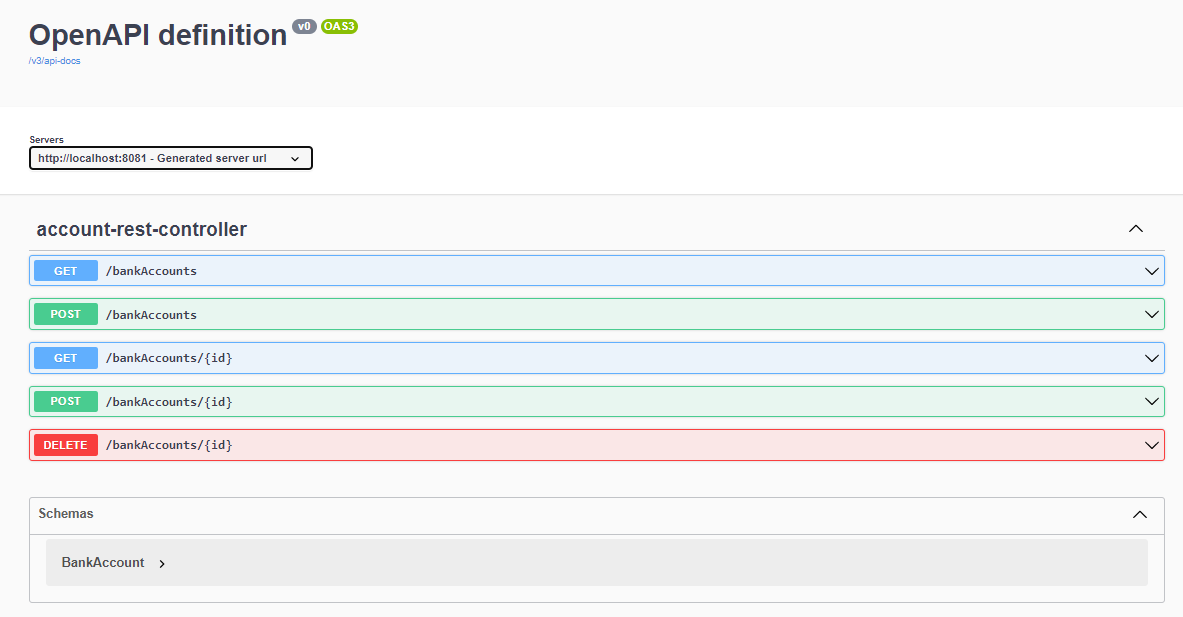 OpenAPI definition v0 OAS3
/v3/api-docs
Servers
http://localhost:8081 - Generated server url
account-rest-controller
GET /bankAccounts
POST /bankAccounts
GET /bankAccounts/{id}
POST /bankAccounts/{id}
DELETE /bankAccounts/{id}
Schemas
BankAccount